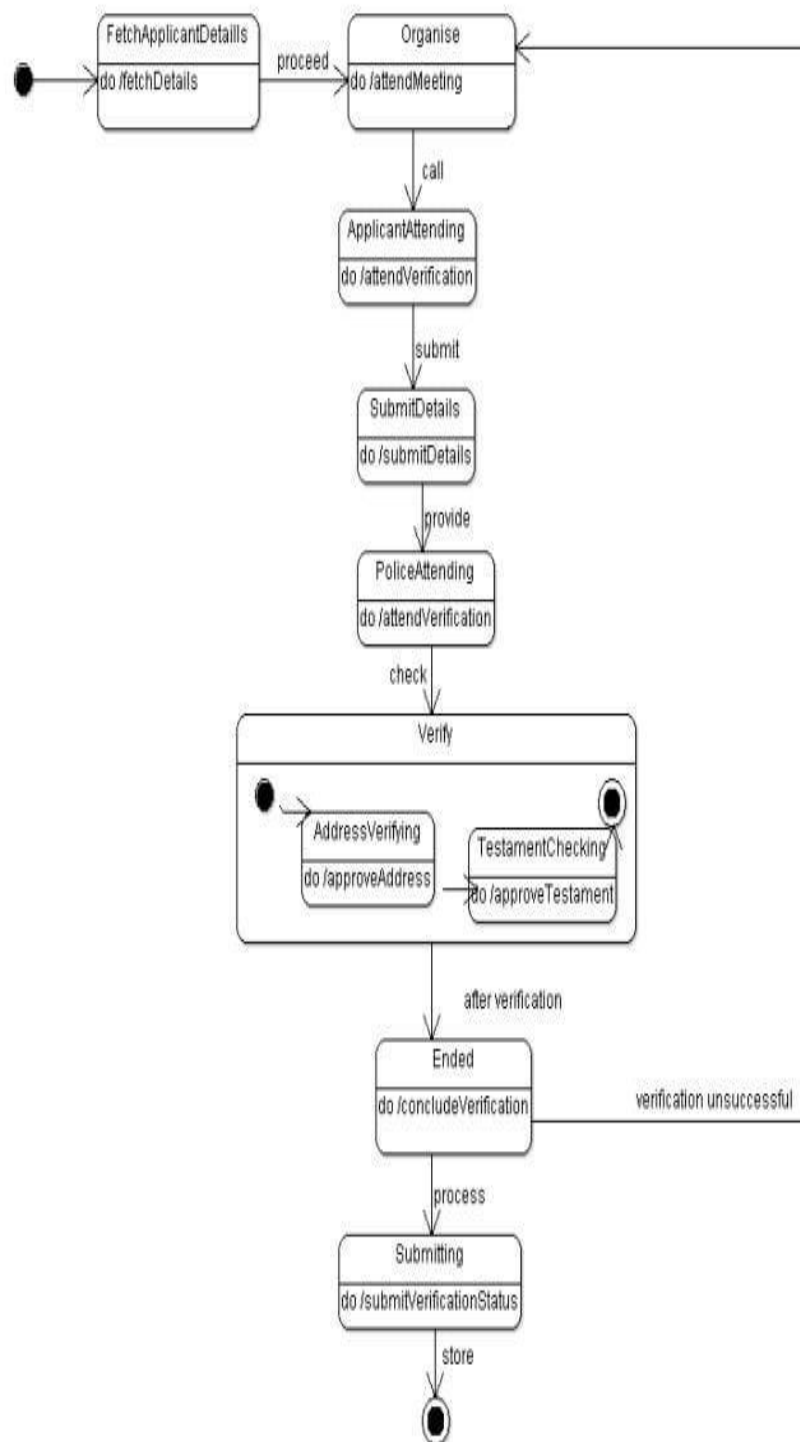 FetchApplicantDetaills
do /fetchDetails
proceed
Organise
do /attendMeeting
call
ApplicantAttending
do /attendVerification
submit
SubmitDetails
do /submitDetails
provide
PoliceAttending
do /attendVerification
check
Verify
AddressVerifying
do /approveAddress
TestamentChecking
do /approveTestament
after verification
Ended
do /concludeVerification
verification unsuccessful
process
Submitting
do /submitVerificationStatus
store